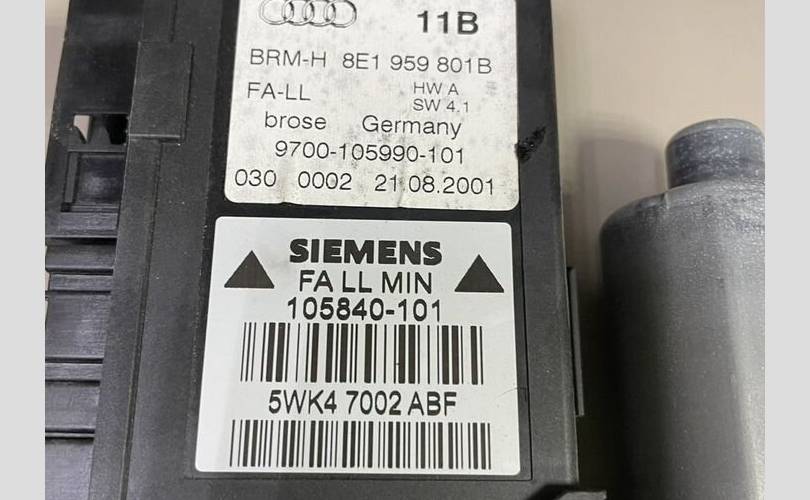 11B
BRM-H 8E1 959 801B
FA-LL HW A
SW 4.1
brose Germany
9700-105990-101
030 0002 21.08.2001
SIEMENS
FA LL MIN
105840-101
5WK4 7002 ABF